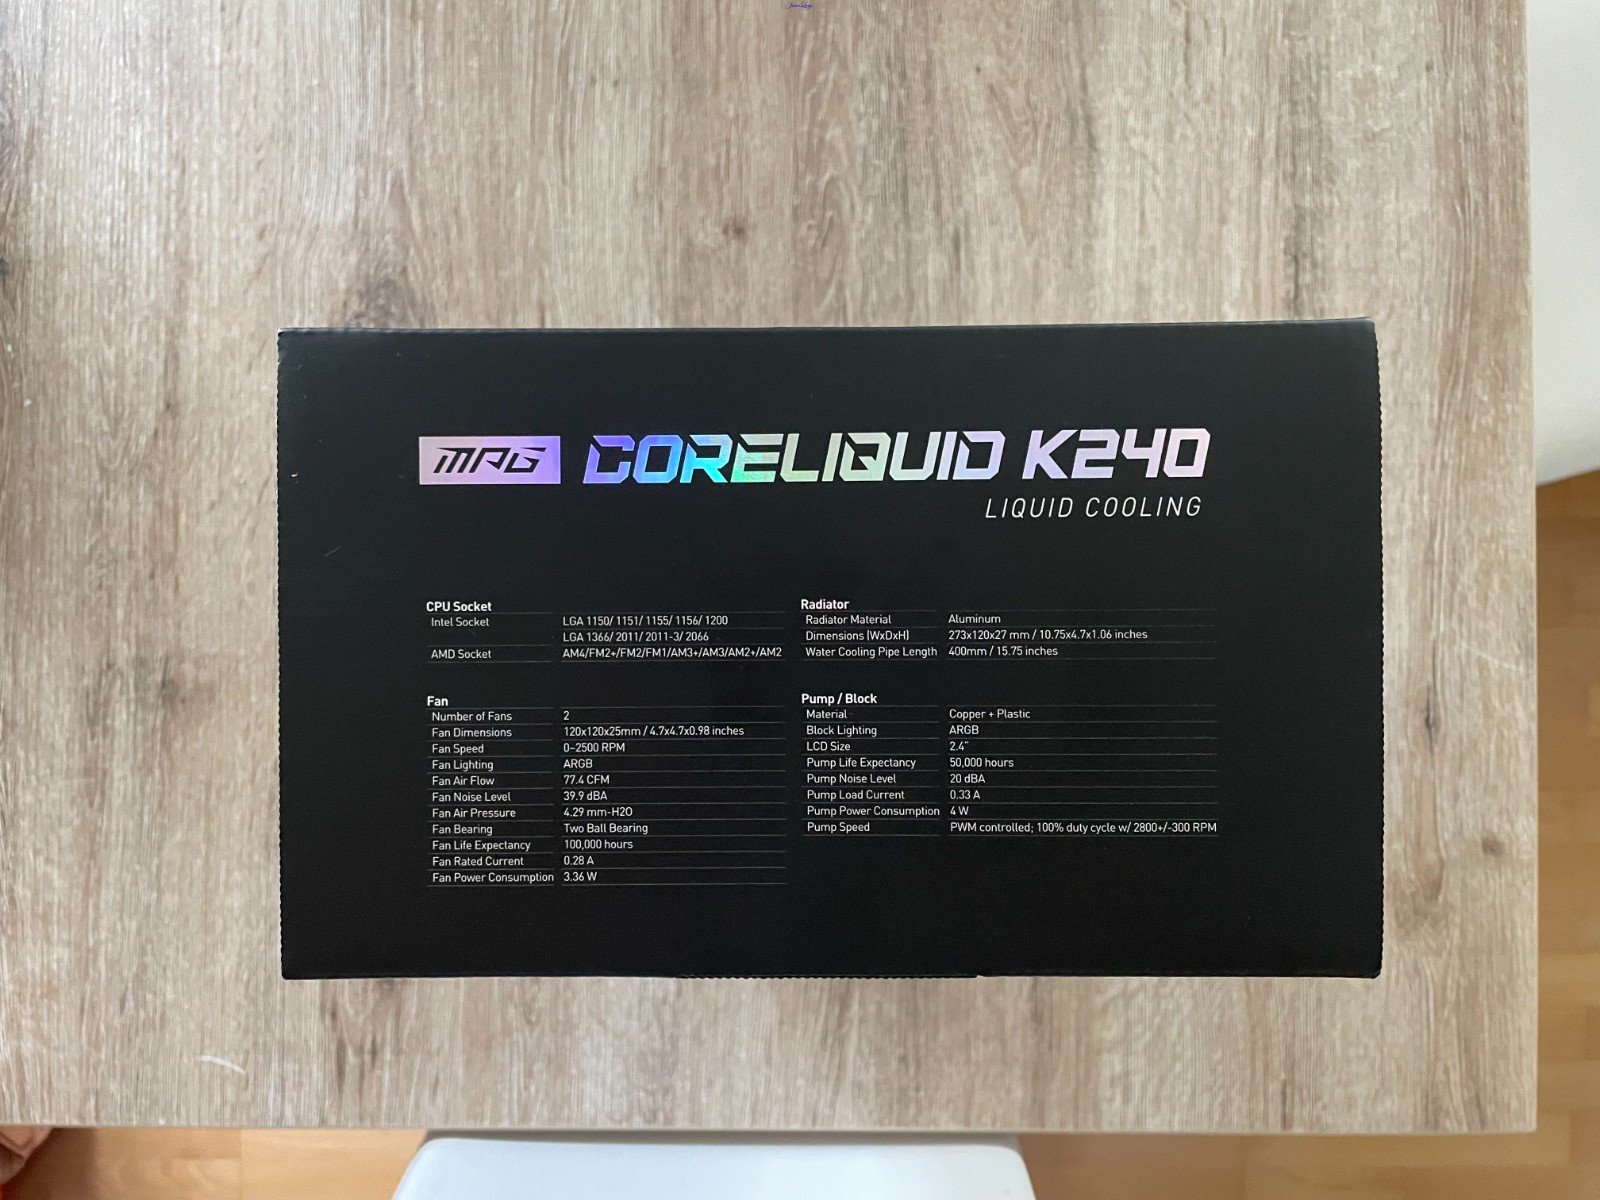 MPG CORELIQUID K240
LIQUID COOLING
CPU Socket
Intel Socket LGA 1150/ 1151/ 1155/ 1156/ 1200
LGA 1366/ 2011/ 2011-3/ 2066
AMD Socket AM4/FM2+/FM2/FM1/AM3+/AM3/AM2+/AM2
Fan
Number of Fans 2
Fan Dimensions 120x120x25mm / 4.7x4.7x0.98 inches
Fan Speed 0~2500 RPM
Fan Lighting ARGB
Fan Air Flow 77.4 CFM
Fan Noise Level 39.9 dBA
Fan Air Pressure 4.29 mm-H2O
Fan Bearing Two Ball Bearing
Fan Life Expectancy 100,000 hours
Fan Rated Current 0.28 A
Fan Power Consumption 3.36 W
Radiator
Radiator Material Aluminum
Dimensions (WxDxH) 273x120x27 mm / 10.75x4.7x1.06 inches
Water Cooling Pipe Length 400mm / 15.75 inches
Pump / Block
Material Copper + Plastic
Block Lighting ARGB
LCD Size 2.4"
Pump Life Expectancy 50,000 hours
Pump Noise Level 20 dBA
Pump Load Current 0.33 A
Pump Power Consumption 4 W
Pump Speed PWM controlled; 100% duty cycle w/ 2800+/-300 RPM